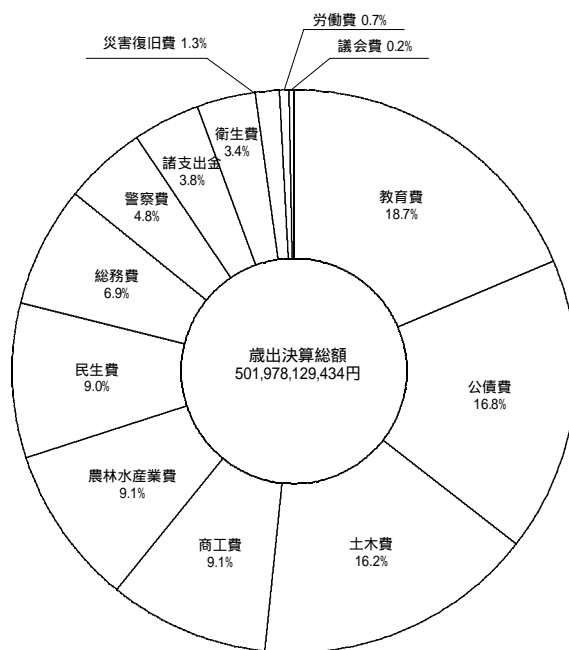 労働費 0.7%
災害復旧費 1.3%
議会費 0.2%
衛生費
3.4%
諸支出金
3.8%
警察費
4.8%
教育費
18.7%
総務費
6.9%
歳出決算総額
501,978,129,434円
民生費
9.0%
公債費
16.8%
農林水産業費
9.1%
商工費
9.1%
土木費
16.2%